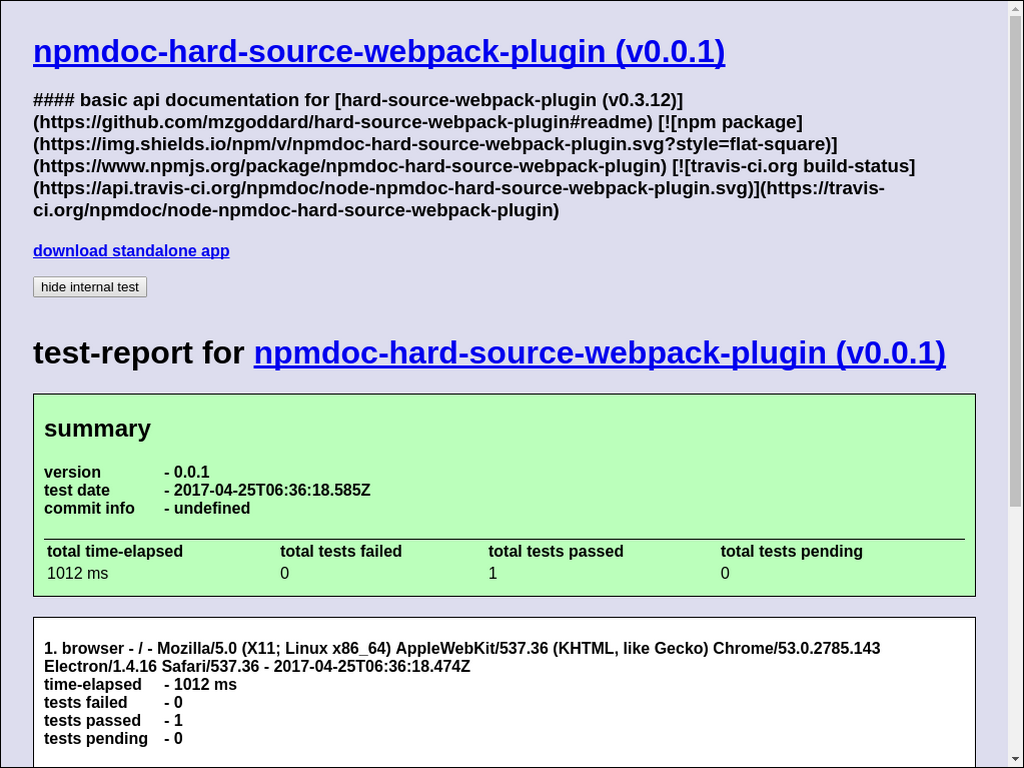 npmdoc-hard-source-webpack-plugin (v0.0.1)
#### basic api documentation for [hard-source-webpack-plugin (v0.3.12)]
(https://github.com/mzgoddard/hard-source-webpack-plugin#readme) [![npm package]
(https://img.shields.io/npm/v/npmdoc-hard-source-webpack-plugin.svg?style=flat-square)]
(https://www.npmjs.org/package/npmdoc-hard-source-webpack-plugin) [![travis-ci.org build-status]
(https://api.travis-ci.org/npmdoc/node-npmdoc-hard-source-webpack-plugin.svg)](https://travis-
ci.org/npmdoc/node-npmdoc-hard-source-webpack-plugin)
download standalone app
hide internal test
test-report for npmdoc-hard-source-webpack-plugin (v0.0.1)
summary
version - 0.0.1
test date - 2017-04-25T06:36:18.585Z
commit info - undefined
total time-elapsed total tests failed total tests passed total tests pending
1012 ms 0 1 0
1. browser - / - Mozilla/5.0 (X11; Linux x86_64) AppleWebKit/537.36 (KHTML, like Gecko) Chrome/53.0.2785.143
Electron/1.4.16 Safari/537.36 - 2017-04-25T06:36:18.474Z
time-elapsed - 1012 ms
tests failed - 0
tests passed - 1
tests pending - 0